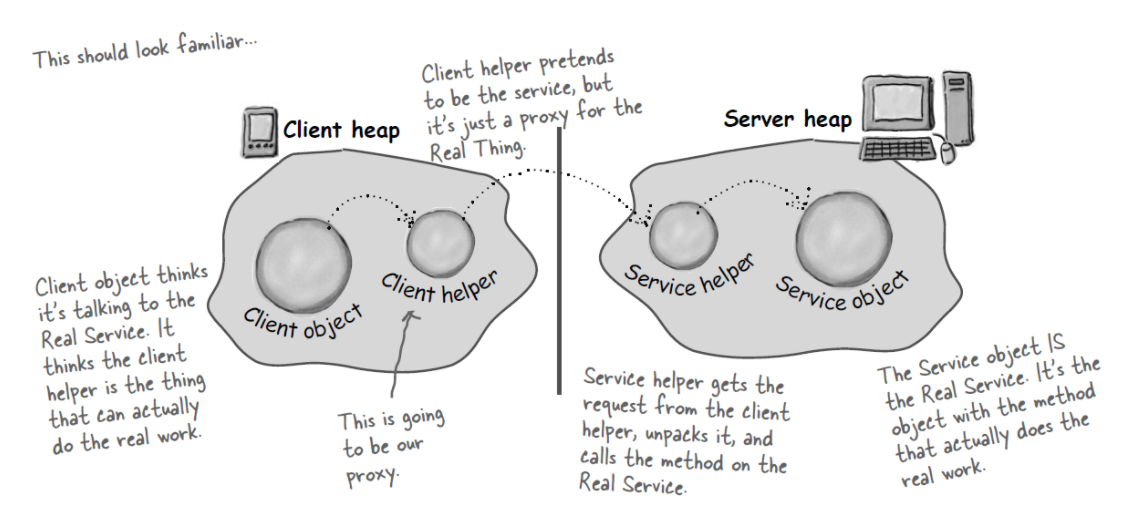 This should look familiar...
Client helper pretends
to be the service, but
it's just a proxy for the
Real Thing.
Client heap
Server heap
Client object
Client helper
Service helper
Service object
Client object thinks
it's talking to the
Real Service. It
thinks the client
helper is the thing
that can actually
do the real work.
This is going
to be our
proxy.
Service helper gets the
request from the client
helper, unpacks it, and
calls the method on the
Real Service.
The Service object IS
the Real Service. It's the
object with the method
that actually does the
real work.